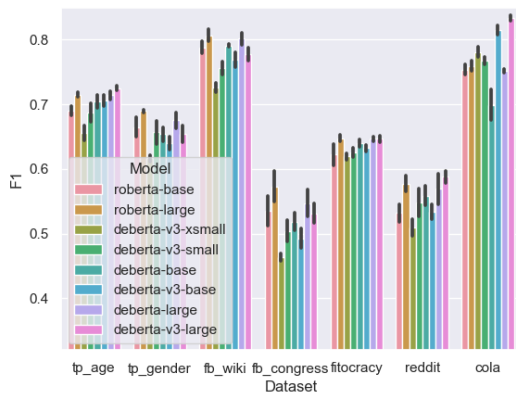 0.8
0.7
0.6
0.5
0.4
F1
Model
roberta-base
roberta-large
deberta-v3-xsmall
deberta-v3-small
deberta-base
deberta-v3-base
deberta-large
deberta-v3-large
tp_age tp_gender fb_wiki fb_congress fitocracy reddit cola
Dataset